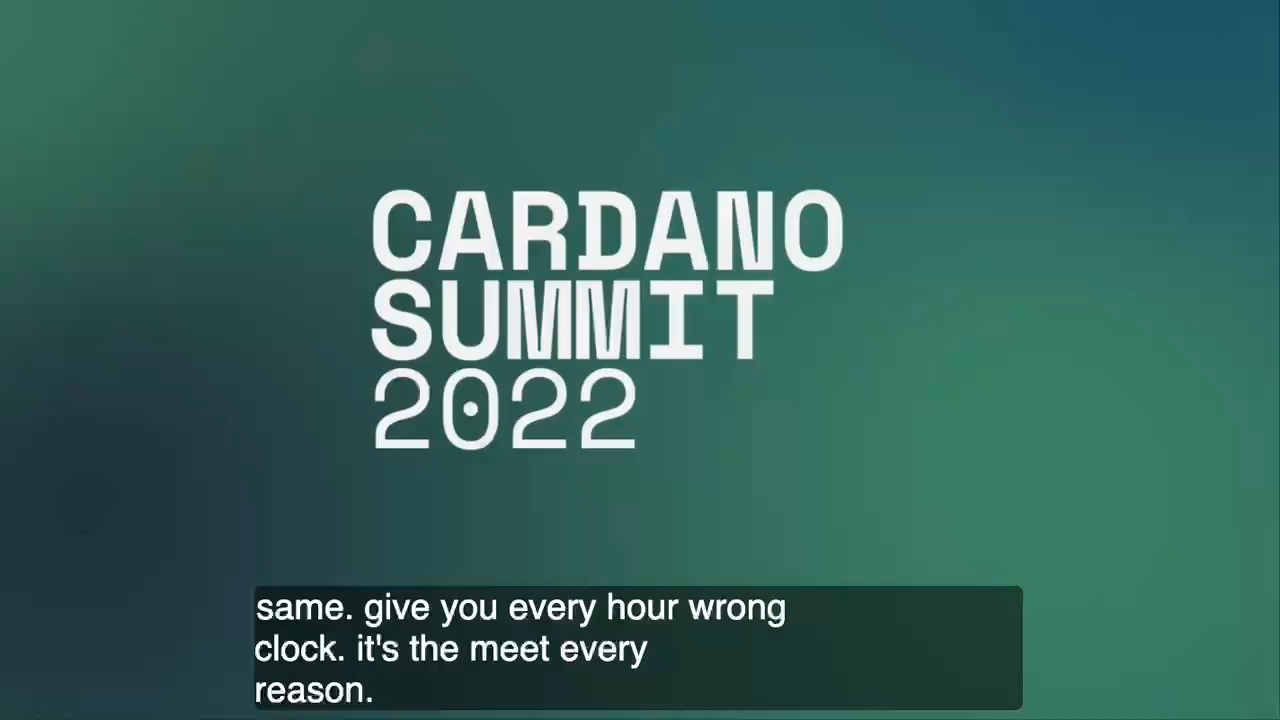 CARDANO
SUMMIT
2022
same. give you every hour wrong
clock. it's the meet every
reason.